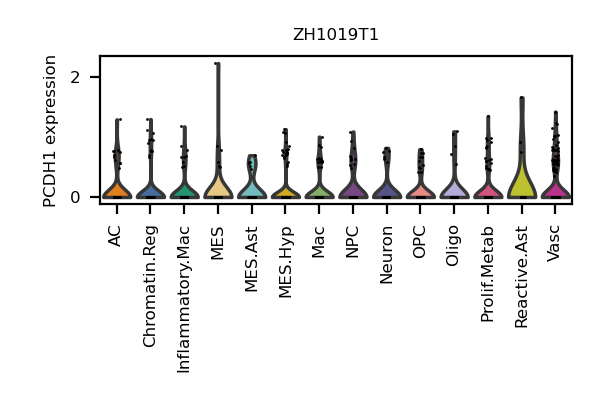 ZH1019T1
PCDH1 expression
2
0
AC
Chromatin.Reg
Inflammatory.Mac
MES
MES.Ast
MES.Hyp
Mac
NPC
Neuron
OPC
Oligo
Prolif.Metab
Reactive.Ast
Vasc